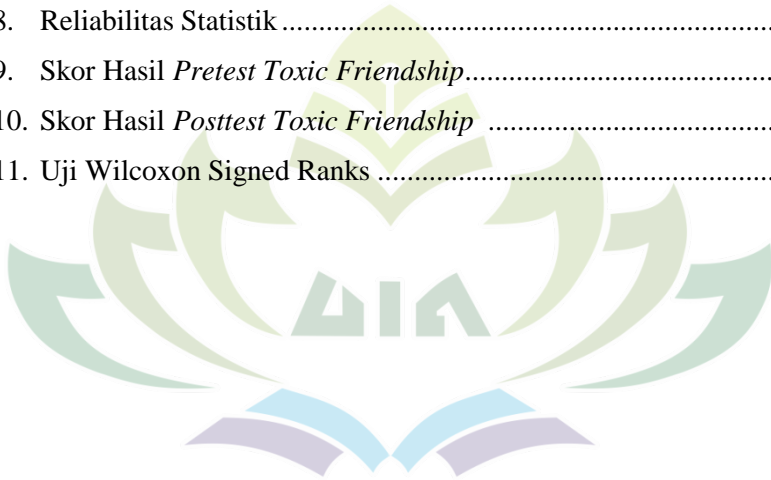 8. Reliabilitas Statistik ........................................................................
9. Skor Hasil Pretest Toxic Friendship.............................................
10. Skor Hasil Posttest Toxic Friendship ..........................................
11. Uji Wilcoxon Signed Ranks ...........................................................
UIN